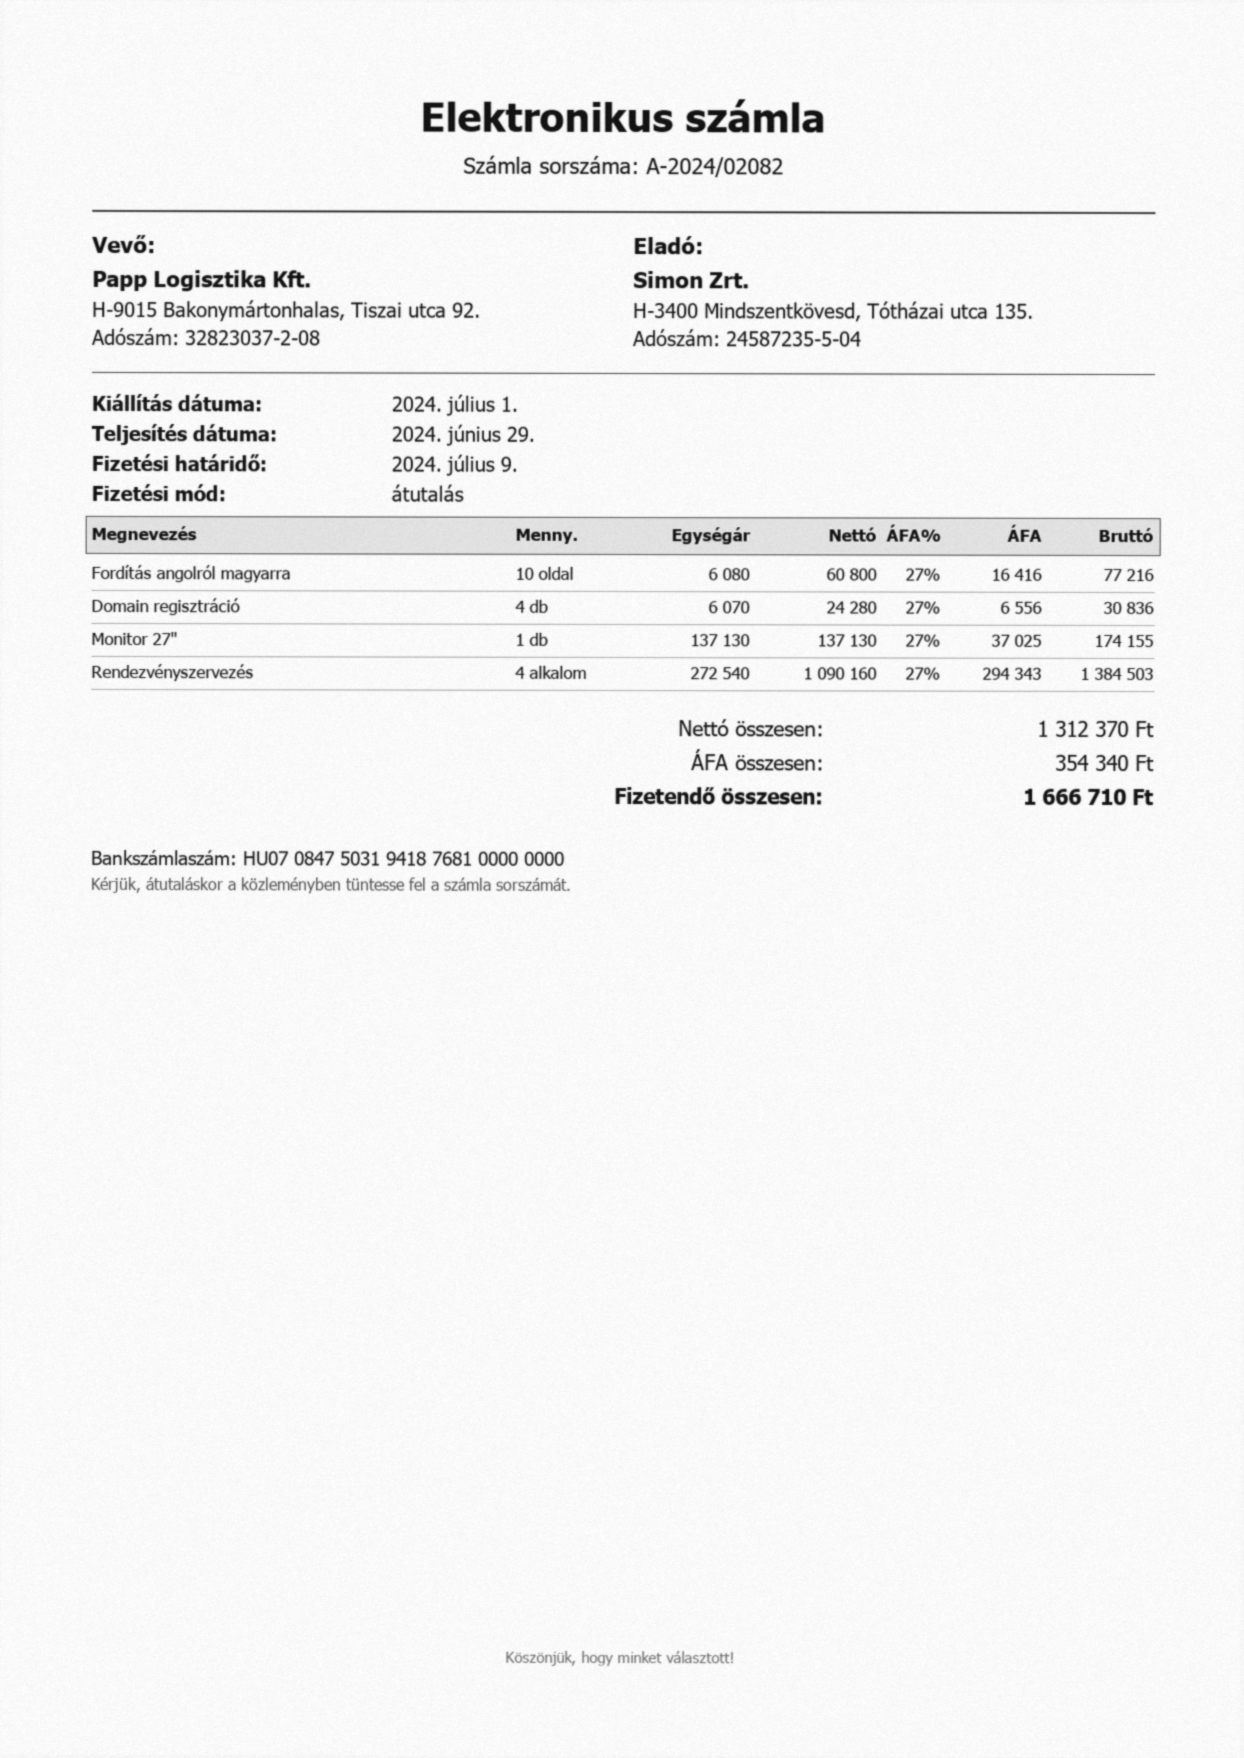 Elektronikus számla
Számla sorszáma: A-2024/02082
Vevő:
Papp Logisztika Kft.
H-9015 Bakonymártonhalas, Tiszai utca 92.
Adószám: 32823037-2-08
Eladó:
Simon Zrt.
H-3400 Mindszentkövesd, Tótházai utca 135.
Adószám: 24587235-5-04
Kiállítás dátuma: 2024. július 1.
Teljesítés dátuma: 2024. június 29.
Fizetési határidő: 2024. július 9.
Fizetési mód: átutalás
Megnevezés Menny. Egységár Nettó ÁFA% ÁFA Bruttó
Fordítás angolról magyarra 10 oldal 6 080 60 800 27% 16 416 77 216
Domain regisztráció 4 db 6 070 24 280 27% 6 556 30 836
Monitor 27" 1 db 137 130 137 130 27% 37 025 174 155
Rendezvényszervezés 4 alkalom 272 540 1 090 160 27% 294 343 1 384 503
Nettó összesen: 1 312 370 Ft
ÁFA összesen: 354 340 Ft
Fizetendő összesen: 1 666 710 Ft
Bankszámlaszám: HU07 0847 5031 9418 7681 0000 0000
Kérjük, átutaláskor a közleményben tüntesse fel a számla sorszámát.
Köszönjük, hogy minket választott!